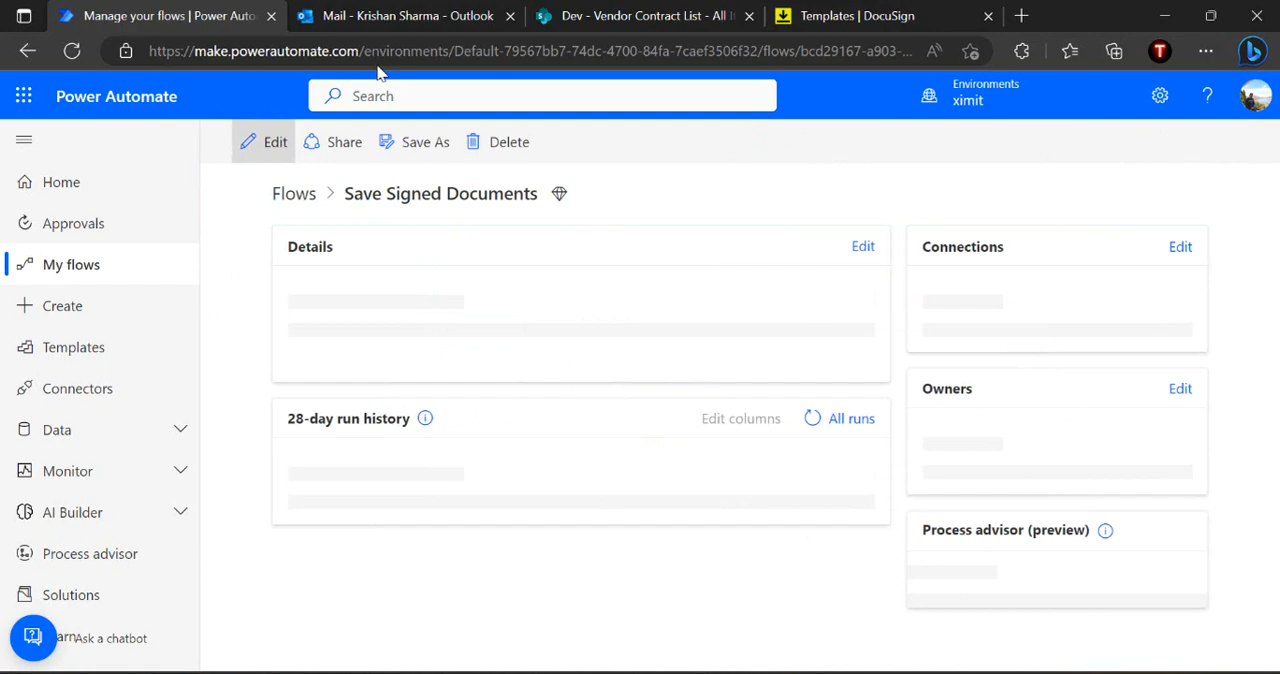 Manage your flows | Power Auto
Mail - Krishan Sharma - Outlook
Dev - Vendor Contract List - All It
Templates | DocuSign
https://make.powerautomate.com/environments/Default-79567bb7-74dc-4700-84fa-7caef3506f32/flows/bcd29167-a903-...
Power Automate
Search
Environments
ximit
Edit
Share
Save As
Delete
Home
Approvals
My flows
Create
Templates
Connectors
Data
Monitor
AI Builder
Process advisor
Solutions
arn
Ask a chatbot
Flows > Save Signed Documents
Details
Edit
28-day run history
Edit columns
All runs
Connections
Edit
Owners
Edit
Process advisor (preview)